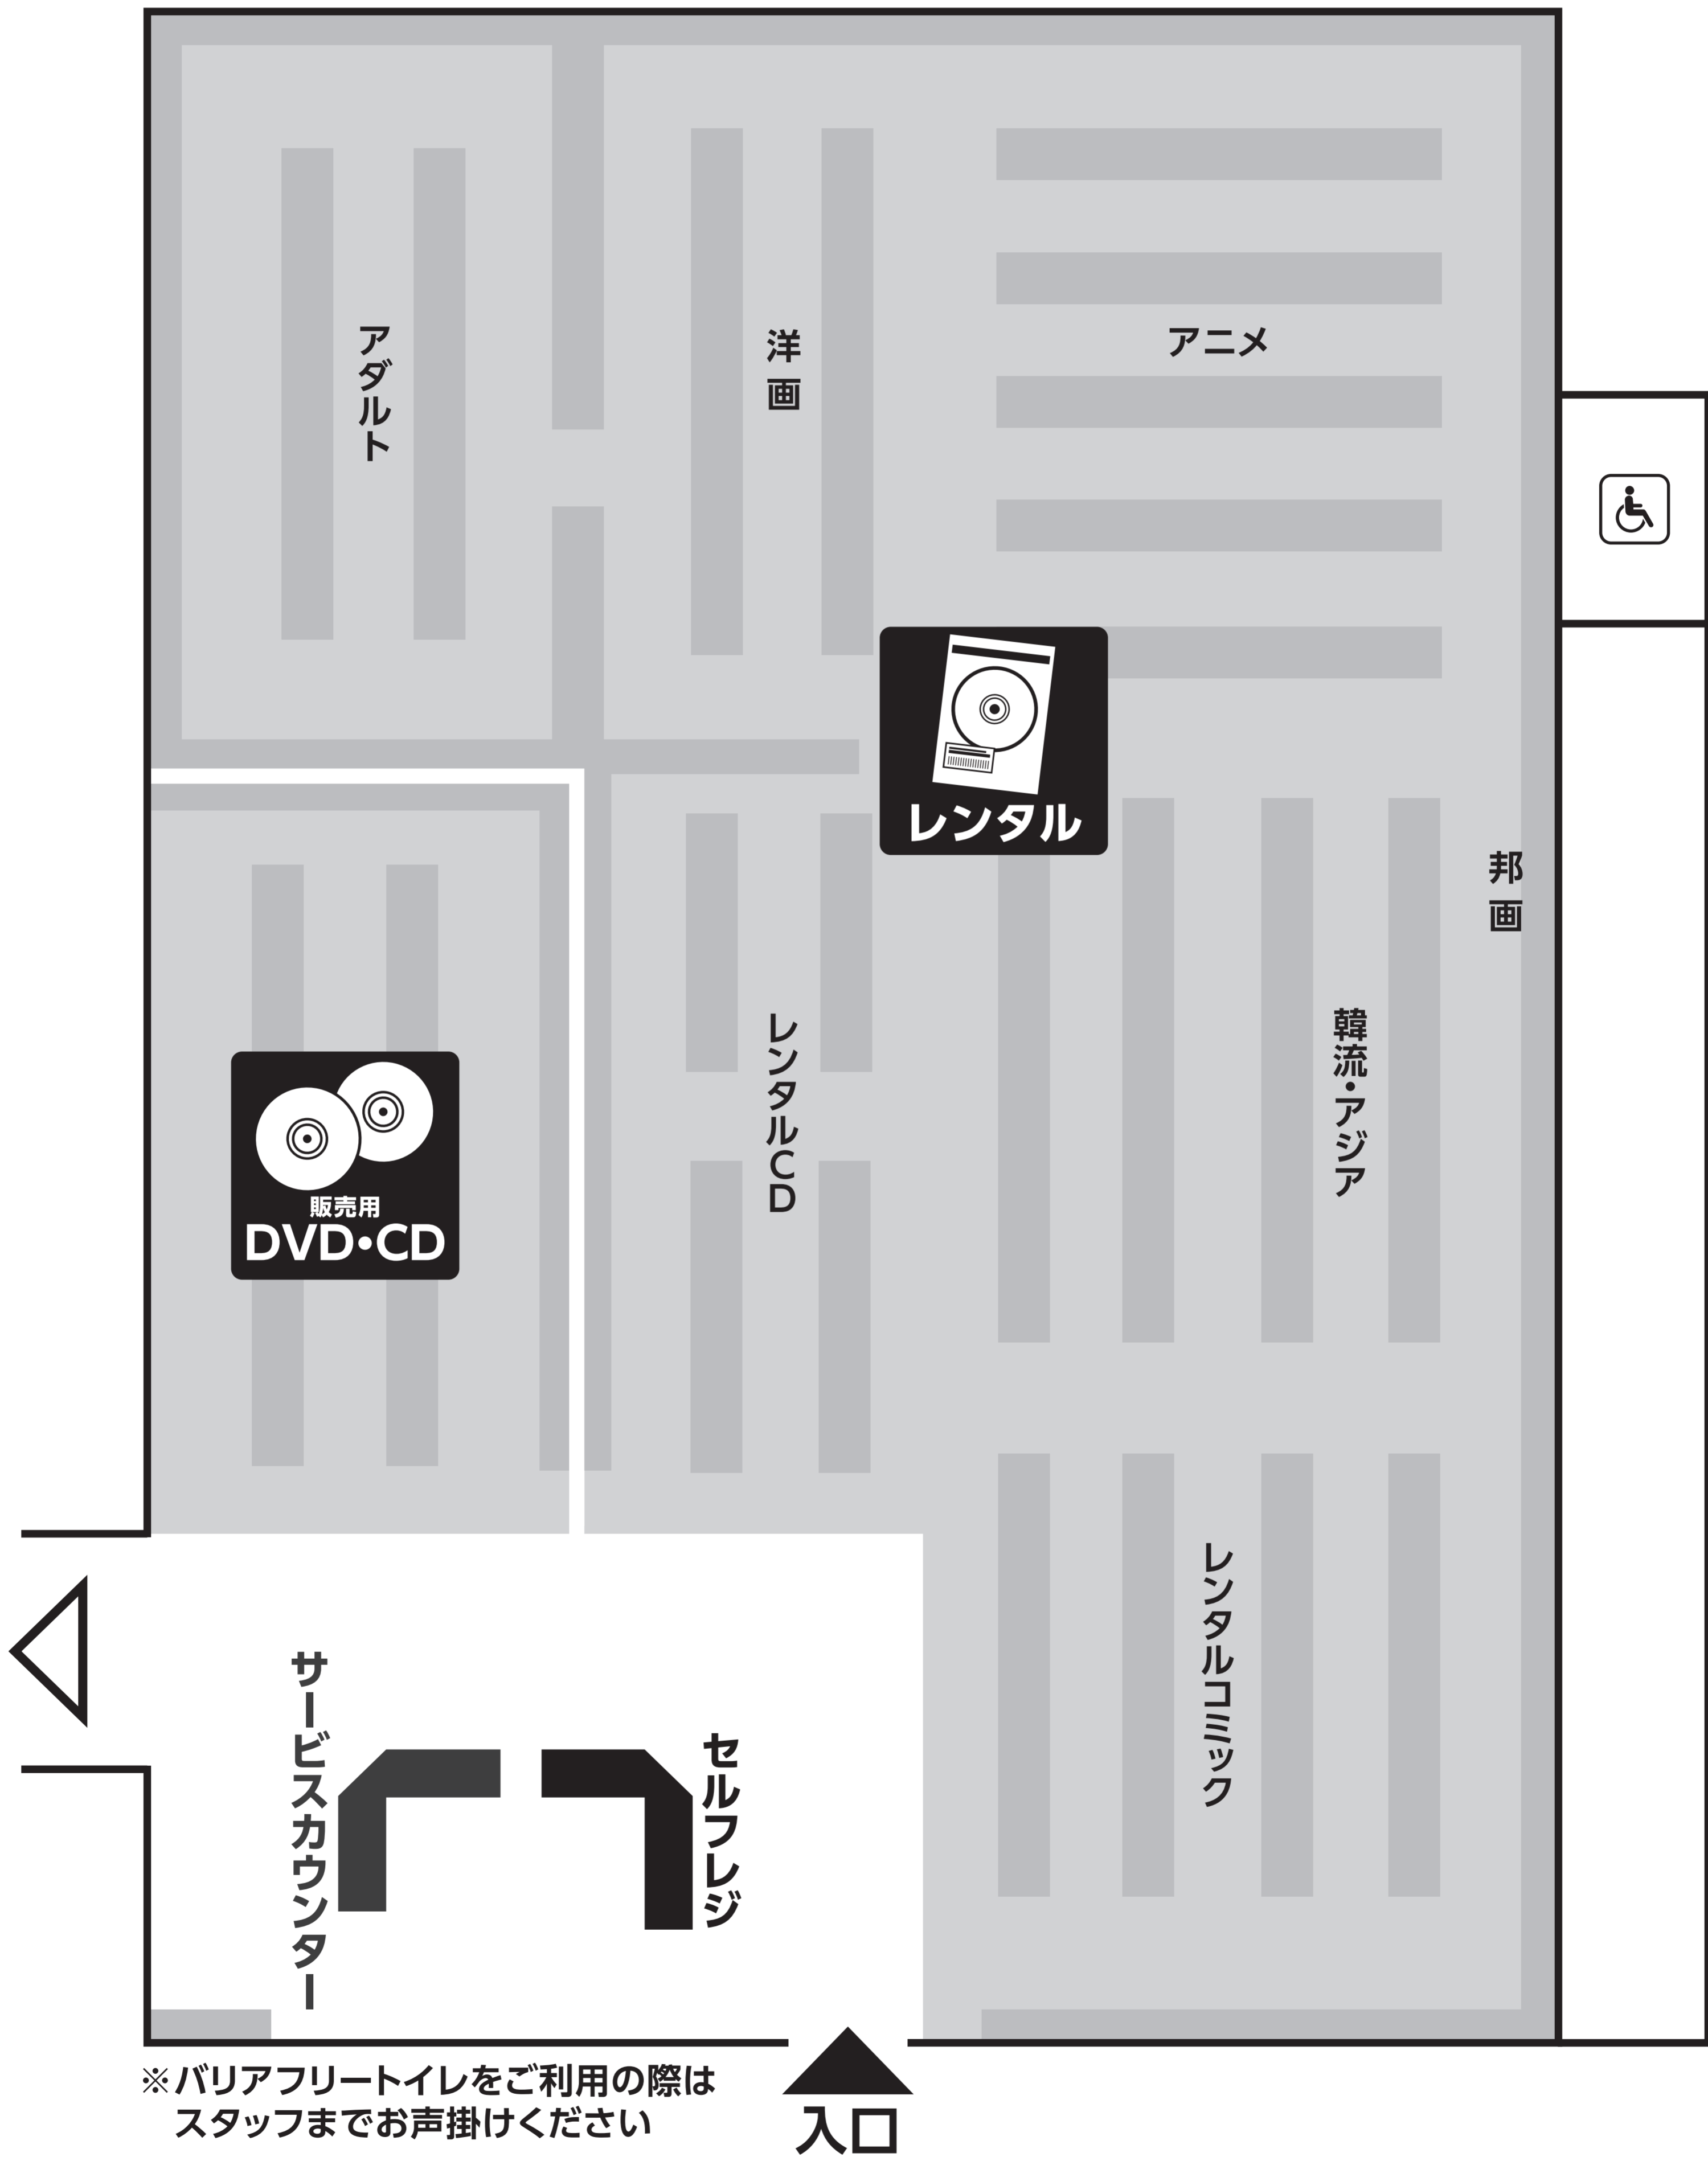 アダルト
洋画
アニメ
レンタル
邦画
韓流・アジア
レンタルCD
販売用
DVD・CD
レンタルコミック
サービスカウンター
セルフレジ
※バリアフリートイレをご利用の際は
スタッフまでお声掛けください
入口